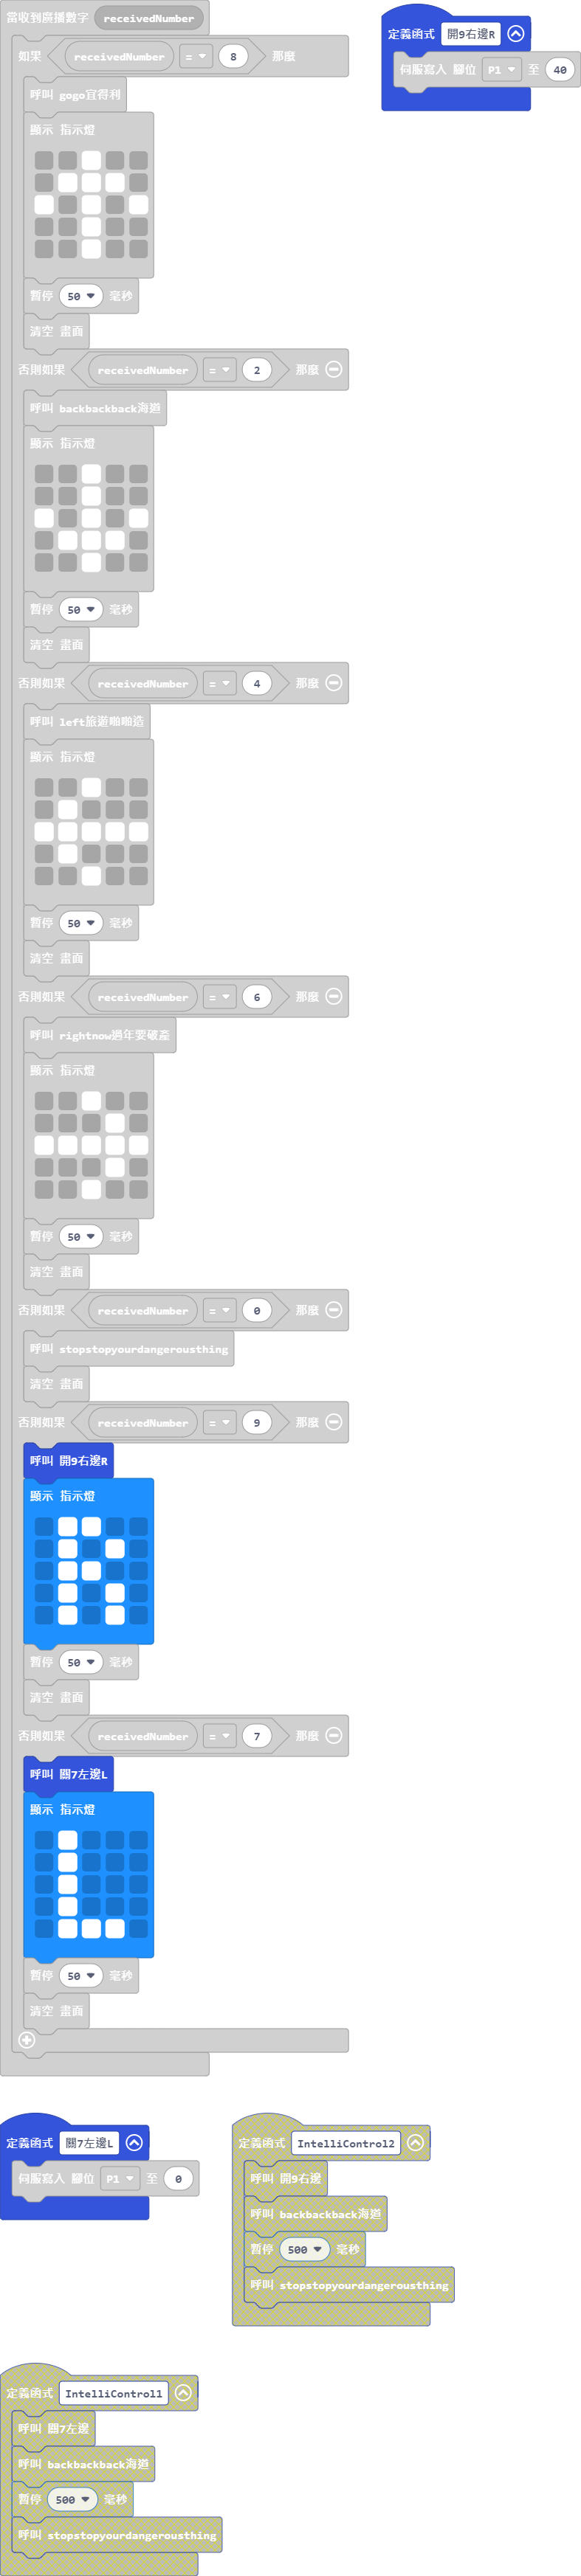 當收到廣播數字 receivedNumber
如果 receivedNumber = 8 那麼
呼叫 gogo宜得利
顯示 指示燈
暫停 50 毫秒
清空 畫面
否則如果 receivedNumber = 2 那麼
呼叫 backbackback海道
顯示 指示燈
暫停 50 毫秒
清空 畫面
否則如果 receivedNumber = 4 那麼
呼叫 left旅遊咖咖造
顯示 指示燈
暫停 50 毫秒
清空 畫面
否則如果 receivedNumber = 6 那麼
呼叫 rightnow過年要破產
顯示 指示燈
暫停 50 毫秒
清空 畫面
否則如果 receivedNumber = 0 那麼
呼叫 stopstopyourdangerousthing
清空 畫面
否則如果 receivedNumber = 9 那麼
呼叫 開9右邊R
顯示 指示燈
暫停 50 毫秒
清空 畫面
否則如果 receivedNumber = 7 那麼
呼叫 關7左邊L
顯示 指示燈
暫停 50 毫秒
清空 畫面
定義函式 開9右邊R
伺服寫入 腳位 P1 至 40
定義函式 關7左邊L
伺服寫入 腳位 P1 至 0
定義函式 IntelliControl2
呼叫 開9右邊
呼叫 backbackback海道
暫停 500 毫秒
呼叫 stopstopyourdangerousthing
定義函式 IntelliControl1
呼叫 關7左邊
呼叫 backbackback海道
暫停 500 毫秒
呼叫 stopstopyourdangerousthing